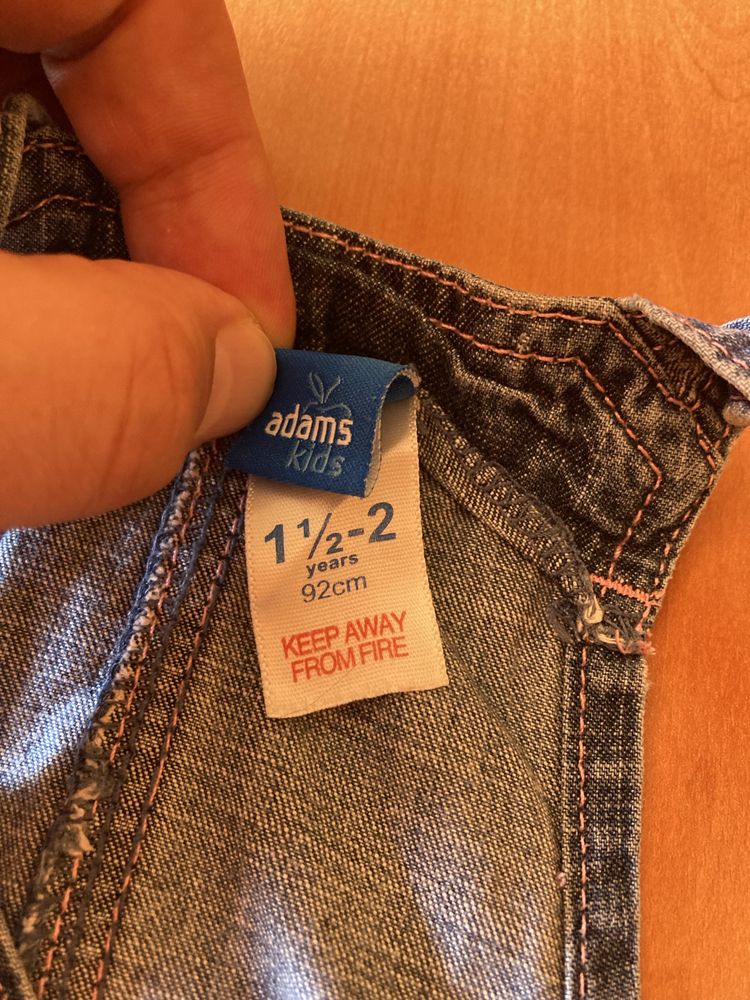 adams
kids
1 ½-2
years
92cm
KEEP AWAY
FROM FIRE